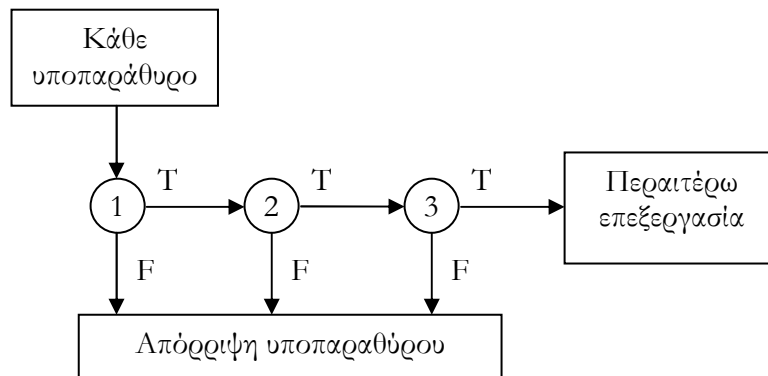 Κάθε
υποπαράθυρο
T
T
T
1
2
3
Περαιτέρω
επεξεργασία
F
F
F
Απόρριψη υποπαραθύρου